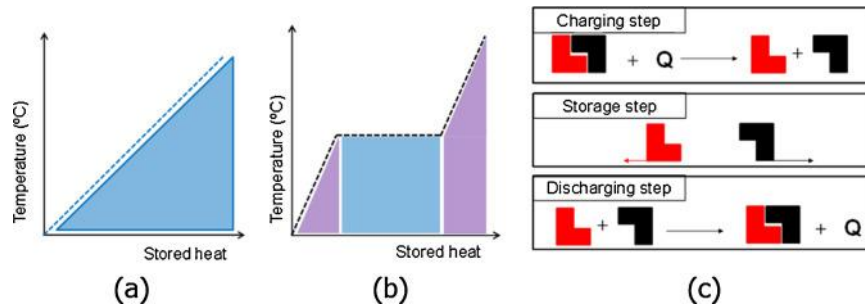 Temperature (ºC)
Stored heat
(a)
Temperature (ºC)
Stored heat
(b)
Charging step
+ Q
+
Storage step
Discharging step
+
+ Q
(c)